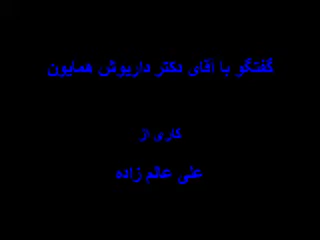 گفتگو با آقای دکتر داریوش همایون
کاری از
علی عالم زاده